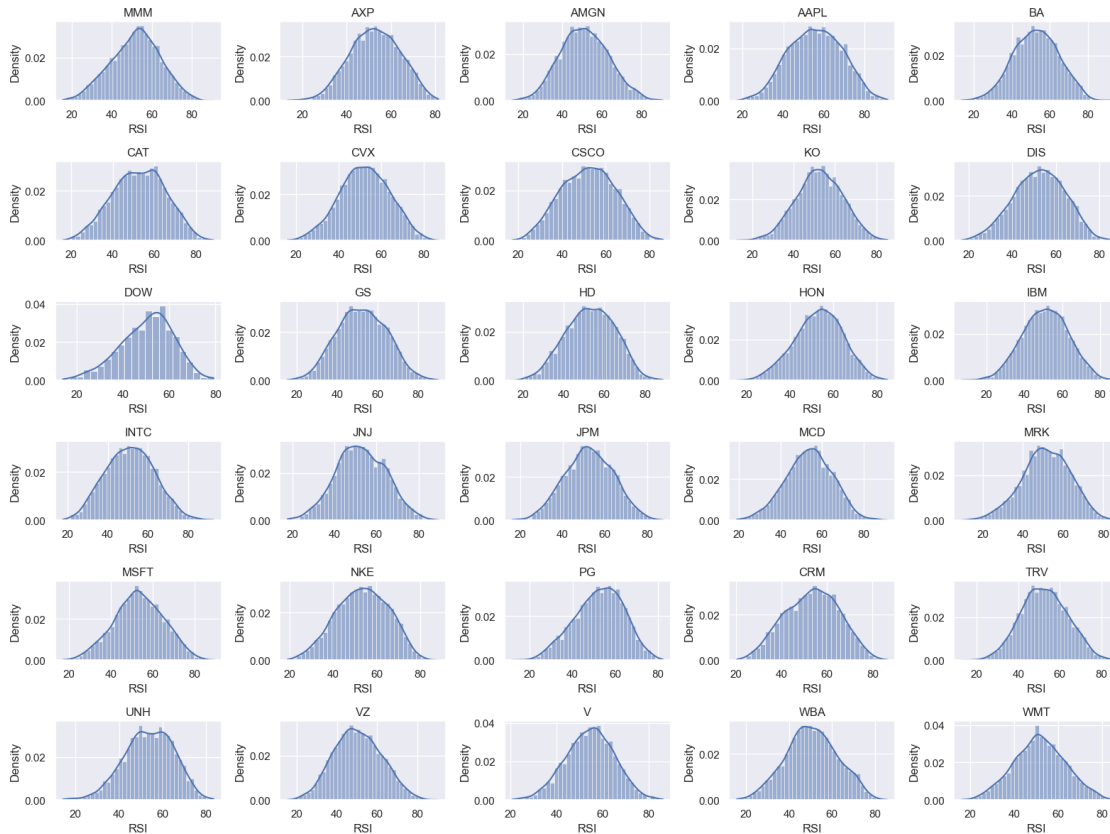 MMM AXP AMGN AAPL BA
Density 0.02 0.00 Density 0.02 0.00 Density 0.02 0.00 Density 0.02 0.00 Density 0.02 0.00
20 40 60 80 20 40 60 80 20 40 60 80 20 40 60 80 20 40 60 80
RSI RSI RSI RSI RSI
CAT CVX CSCO KO DIS
Density 0.02 0.00 Density 0.02 0.00 Density 0.02 0.00 Density 0.02 0.00 Density 0.02 0.00
20 40 60 80 20 40 60 80 20 40 60 80 20 40 60 80 20 40 60 80
RSI RSI RSI RSI RSI
DOW GS HD HON IBM
Density 0.04 0.02 0.00 Density 0.02 0.00 Density 0.02 0.00 Density 0.02 0.00 Density 0.02 0.00
20 40 60 80 20 40 60 80 20 40 60 80 20 40 60 80 20 40 60 80
RSI RSI RSI RSI RSI
INTC JNJ JPM MCD MRK
Density 0.02 0.00 Density 0.02 0.00 Density 0.02 0.00 Density 0.02 0.00 Density 0.02 0.00
20 40 60 80 20 40 60 80 20 40 60 80 20 40 60 80 20 40 60 80
RSI RSI RSI RSI RSI
MSFT NKE PG CRM TRV
Density 0.02 0.00 Density 0.02 0.00 Density 0.02 0.00 Density 0.02 0.00 Density 0.02 0.00
20 40 60 80 20 40 60 80 20 40 60 80 20 40 60 80 20 40 60 80
RSI RSI RSI RSI RSI
UNH VZ V WBA WMT
Density 0.02 0.00 Density 0.02 0.00 Density 0.04 0.02 0.00 Density 0.02 0.00 Density 0.04 0.02 0.00
20 40 60 80 20 40 60 80 20 40 60 80 20 40 60 80 20 40 60 80
RSI RSI RSI RSI RSI